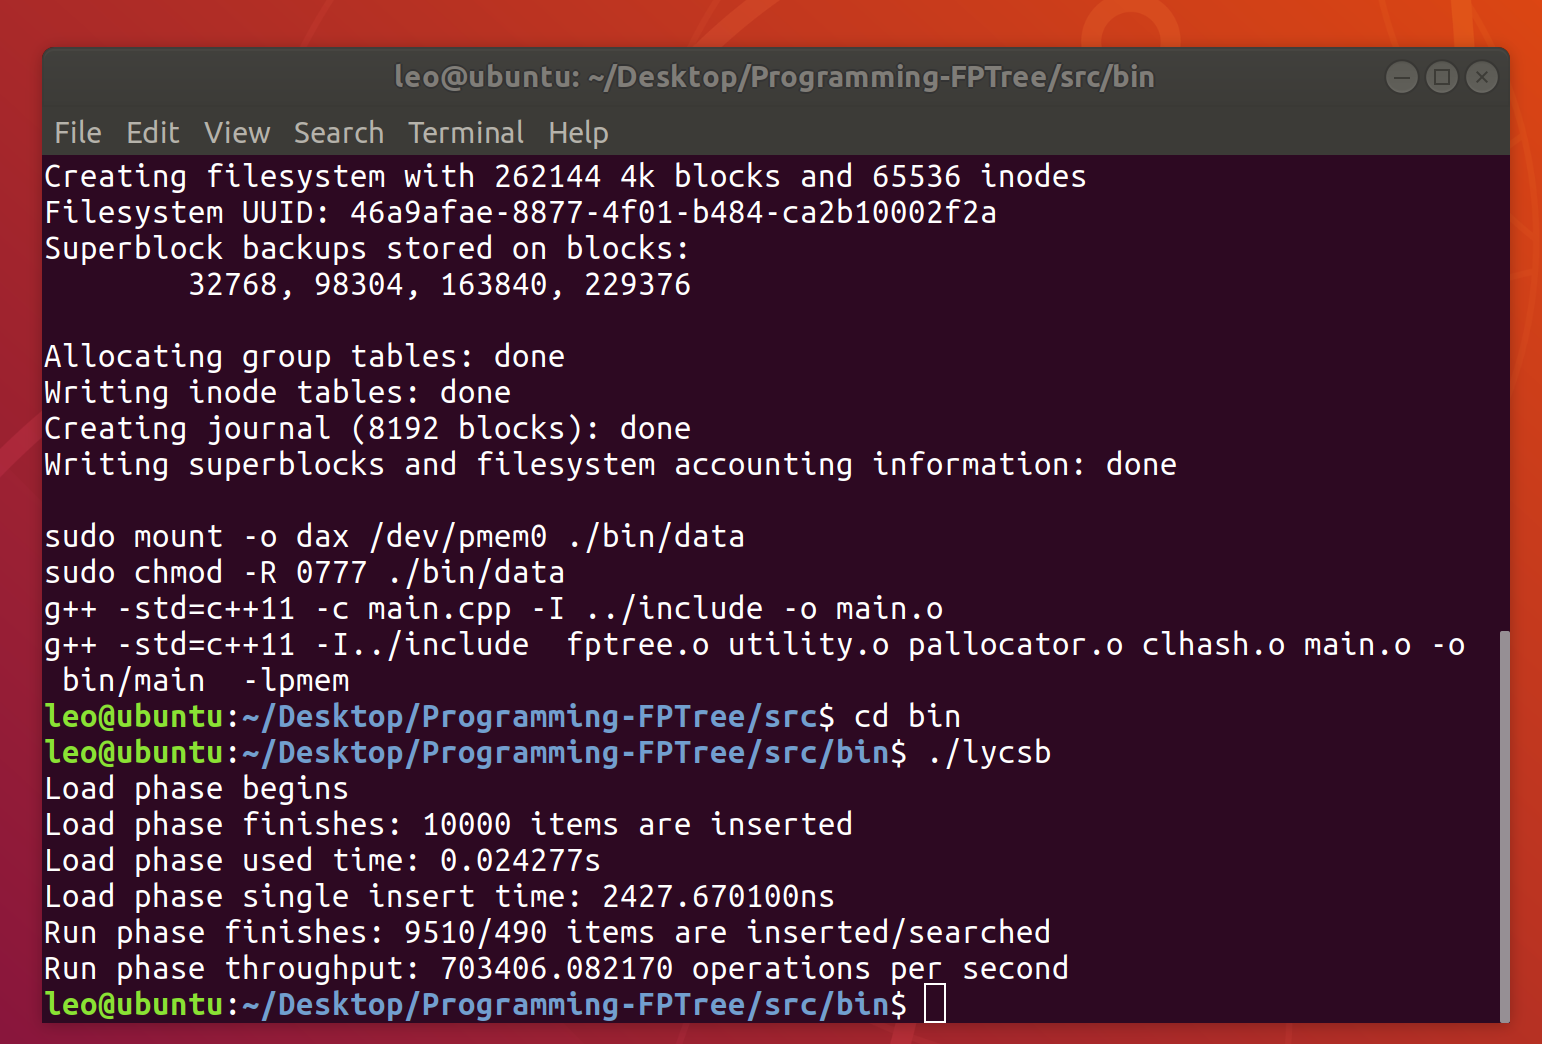 leo@ubuntu: ~/Desktop/Programming-FPTree/src/bin
File Edit View Search Terminal Help
Creating filesystem with 262144 4k blocks and 65536 inodes
Filesystem UUID: 46a9afae-8877-4f01-b484-ca2b10002f2a
Superblock backups stored on blocks:
32768, 98304, 163840, 229376
Allocating group tables: done
Writing inode tables: done
Creating journal (8192 blocks): done
Writing superblocks and filesystem accounting information: done
sudo mount -o dax /dev/pmem0 ./bin/data
sudo chmod -R 0777 ./bin/data
g++ -std=c++11 -c main.cpp -I ../include -o main.o
g++ -std=c++11 -I../include  fptree.o utility.o pallocator.o clhash.o main.o -o
bin/main  -lpmem
leo@ubuntu:~/Desktop/Programming-FPTree/src$ cd bin
leo@ubuntu:~/Desktop/Programming-FPTree/src/bin$ ./lycsb
Load phase begins
Load phase finishes: 10000 items are inserted
Load phase used time: 0.024277s
Load phase single insert time: 2427.670100ns
Run phase finishes: 9510/490 items are inserted/searched
Run phase throughput: 703406.082170 operations per second
leo@ubuntu:~/Desktop/Programming-FPTree/src/bin$